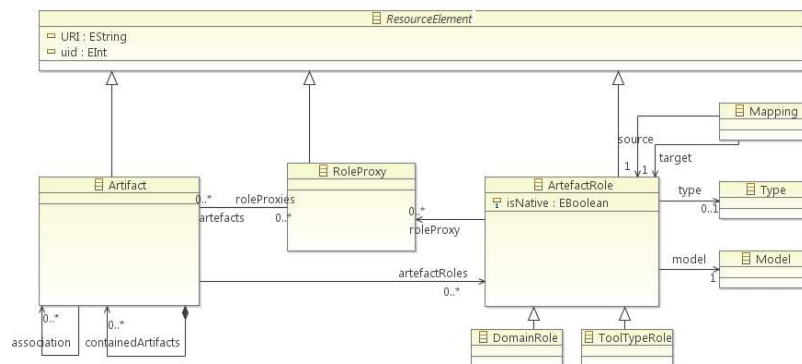 ResourceElement
URI : EString
uid : EInt
Mapping
source
1
1
target
Artifact
RoleProxy
ArtefactRole
isNative : EBoolean
type
0..1
Type
0..*
roleProxies
artefacts
0..*
0..*
roleProxy
model
1
Model
artefactRoles
0..*
0..*
0..*
association
containedArtifacts
DomainRole
ToolTypeRole